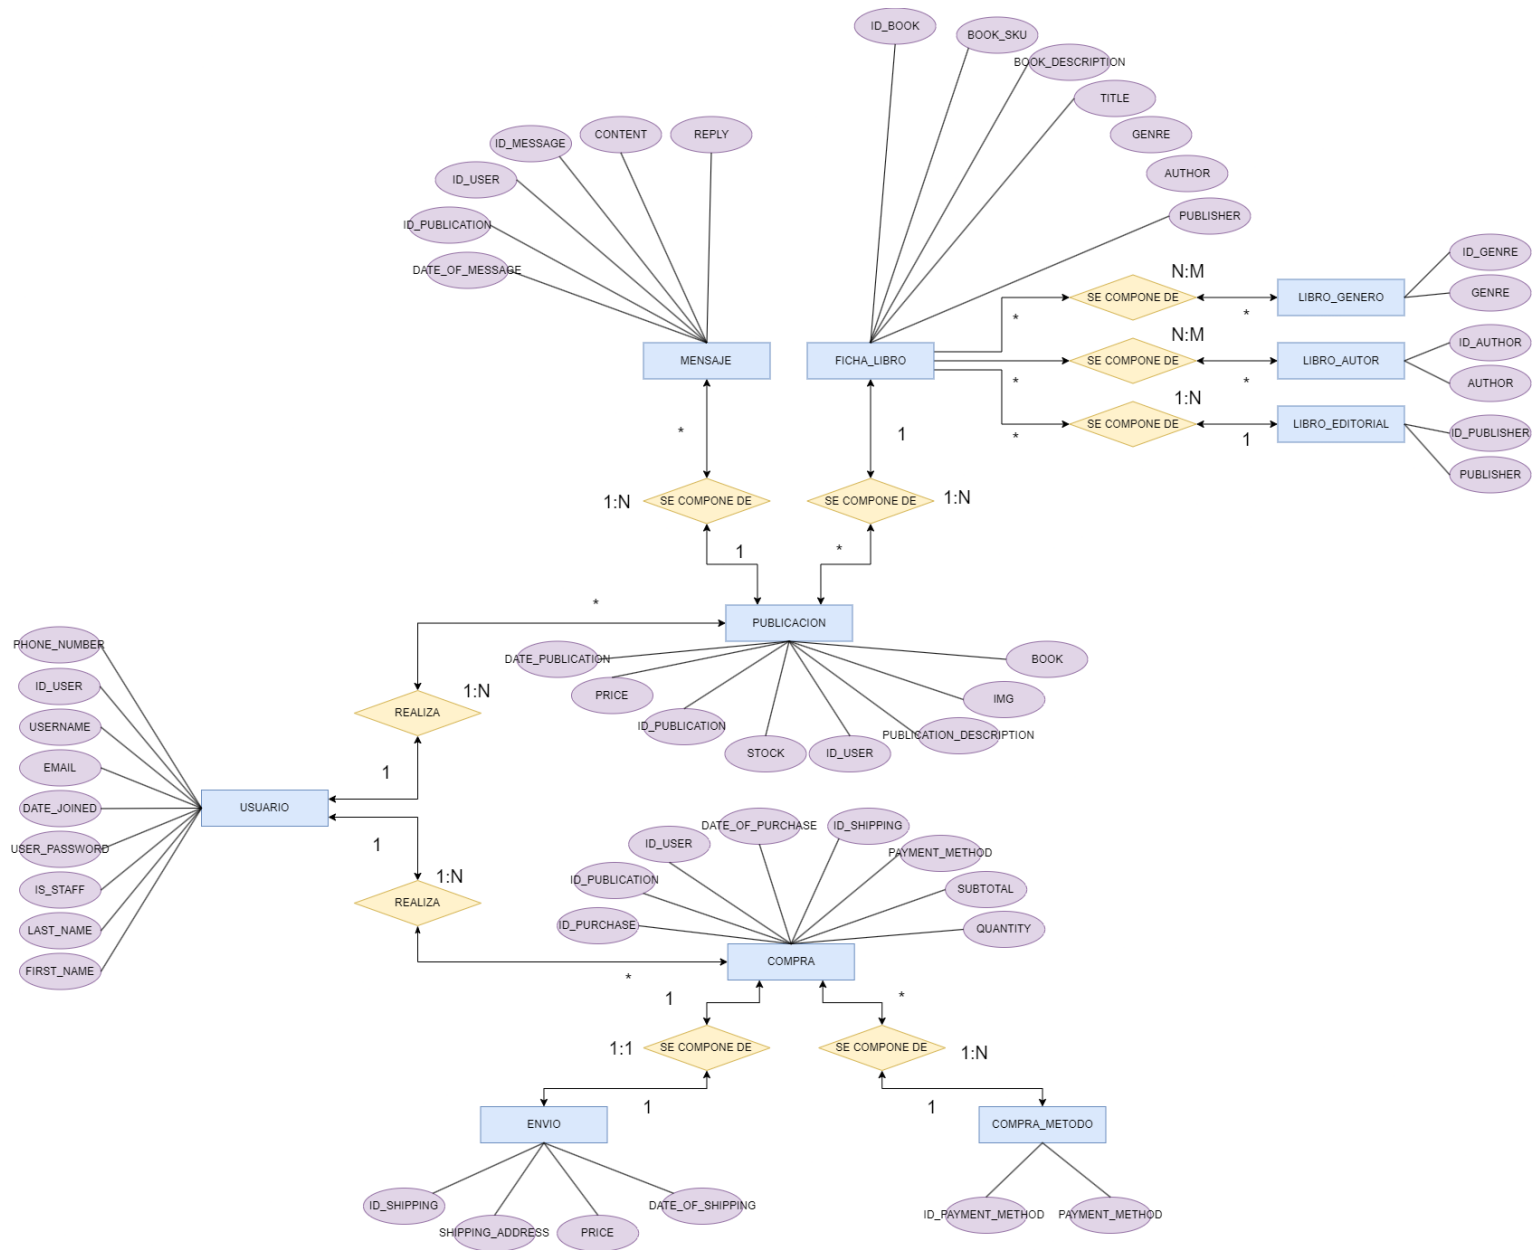 ID_BOOK
BOOK_SKU
BOOK_DESCRIPTION
TITLE
GENRE
AUTHOR
PUBLISHER
CONTENT
REPLY
ID_MESSAGE
ID_USER
ID_PUBLICATION
DATE_OF_MESSAGE
MENSAJE
FICHA_LIBRO
N:M
SE COMPONE DE
*
*
LIBRO_GENERO
ID_GENRE
GENRE
N:M
SE COMPONE DE
*
*
LIBRO_AUTOR
ID_AUTHOR
AUTHOR
1:N
SE COMPONE DE
*
1
LIBRO_EDITORIAL
ID_PUBLISHER
PUBLISHER
*
1:N
SE COMPONE DE
1
1
SE COMPONE DE
1:N
*
*
PUBLICACION
DATE_PUBLICATION
PRICE
ID_PUBLICATION
STOCK
ID_USER
PUBLICATION_DESCRIPTION
IMG
BOOK
1:N
REALIZA
1
PHONE_NUMBER
ID_USER
USERNAME
EMAIL
DATE_JOINED
USER_PASSWORD
IS_STAFF
LAST_NAME
FIRST_NAME
USUARIO
1
1:N
REALIZA
*
DATE_OF_PURCHASE
ID_SHIPPING
ID_USER
PAYMENT_METHOD
ID_PUBLICATION
SUBTOTAL
ID_PURCHASE
QUANTITY
COMPRA
1
1:1
SE COMPONE DE
1
*
SE COMPONE DE
1:N
1
ENVIO
COMPRA_METODO
ID_SHIPPING
SHIPPING_ADDRESS
PRICE
DATE_OF_SHIPPING
ID_PAYMENT_METHOD
PAYMENT_METHOD